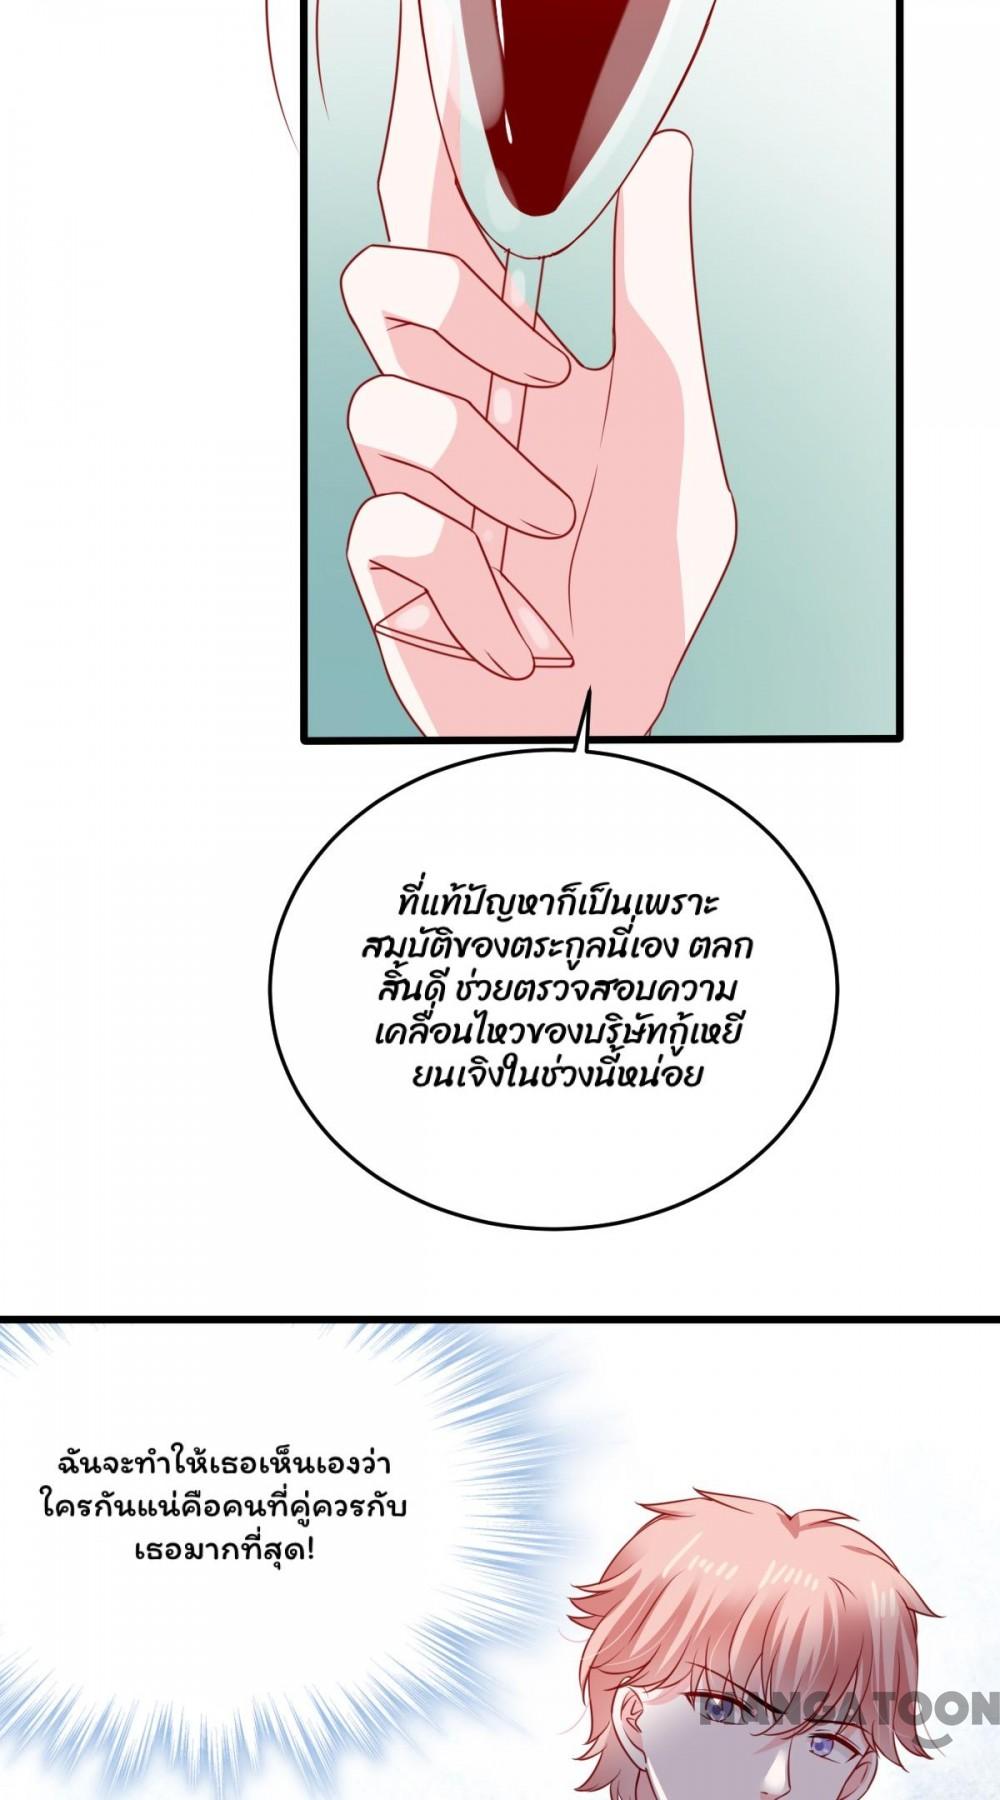 ที่แท้ปัญหาก็เป็นเพราะ
สมบัติของตระกูลนี่เอง ตลก
สิ้นดี ช่วยตรวจสอบความ
เคลื่อนไหวของบริษัทกู้เหยี
ยนเจิงในช่วงนี้หน่อย
ฉันจะทำให้เธอเห็นเองว่า
ใครกันแน่คือคนที่คู่ควรกับ
เธอมากที่สุด!
MANGATOON